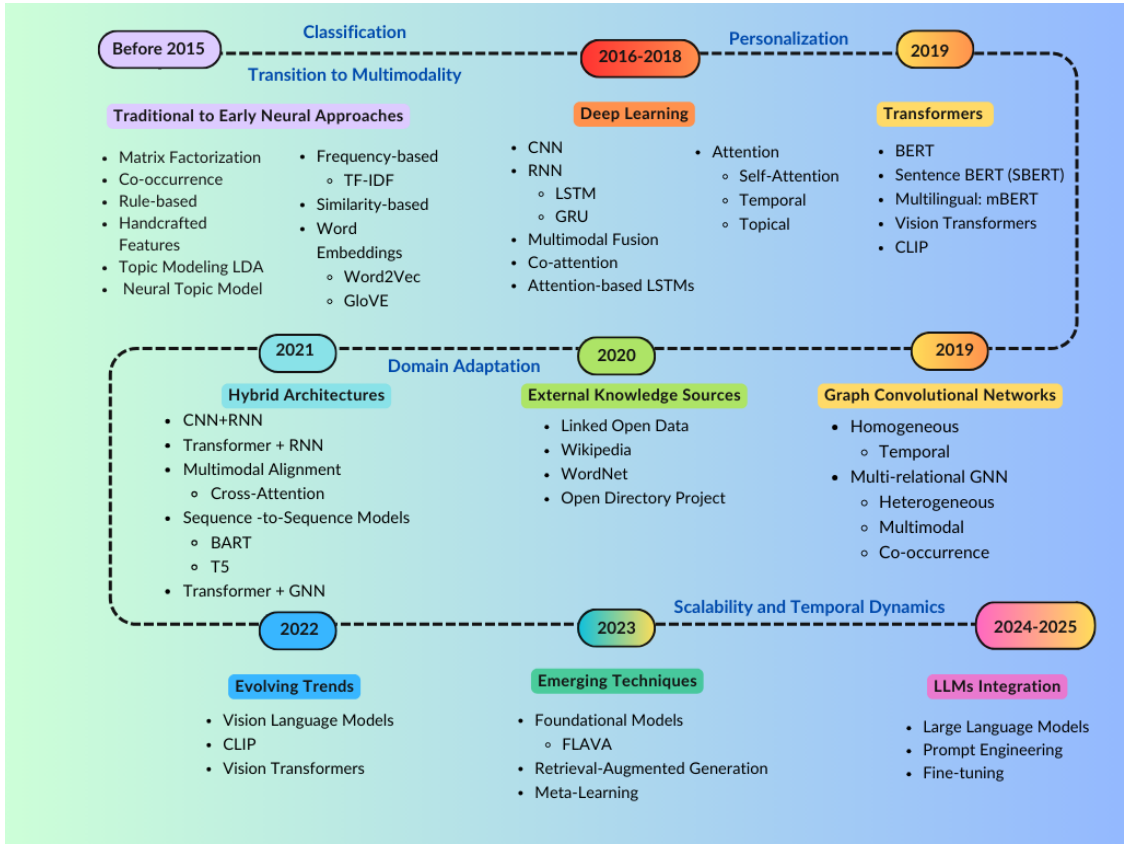 Before 2015
Classification
Transition to Multimodality
2016-2018
Personalization
2019
Traditional to Early Neural Approaches
• Matrix Factorization
• Co-occurrence
• Rule-based
• Handcrafted
Features
• Topic Modeling LDA
• Neural Topic Model
• Frequency-based
◦ TF-IDF
• Similarity-based
• Word
Embeddings
◦ Word2Vec
◦ GloVE
Deep Learning
• CNN
• RNN
◦ LSTM
◦ GRU
• Multimodal Fusion
• Co-attention
• Attention-based LSTMs
• Attention
◦ Self-Attention
◦ Temporal
◦ Topical
Transformers
• BERT
• Sentence BERT (SBERT)
• Multilingual: mBERT
• Vision Transformers
• CLIP
2021
Domain Adaptation
2020
2019
Hybrid Architectures
• CNN+RNN
• Transformer + RNN
• Multimodal Alignment
◦ Cross-Attention
• Sequence -to-Sequence Models
◦ BART
◦ T5
• Transformer + GNN
External Knowledge Sources
• Linked Open Data
• Wikipedia
• WordNet
• Open Directory Project
Graph Convolutional Networks
• Homogeneous
◦ Temporal
• Multi-relational GNN
◦ Heterogeneous
◦ Multimodal
◦ Co-occurrence
2022
2023
Scalability and Temporal Dynamics
2024-2025
Evolving Trends
• Vision Language Models
• CLIP
• Vision Transformers
Emerging Techniques
• Foundational Models
◦ FLAVA
• Retrieval-Augmented Generation
• Meta-Learning
LLMs Integration
• Large Language Models
• Prompt Engineering
• Fine-tuning